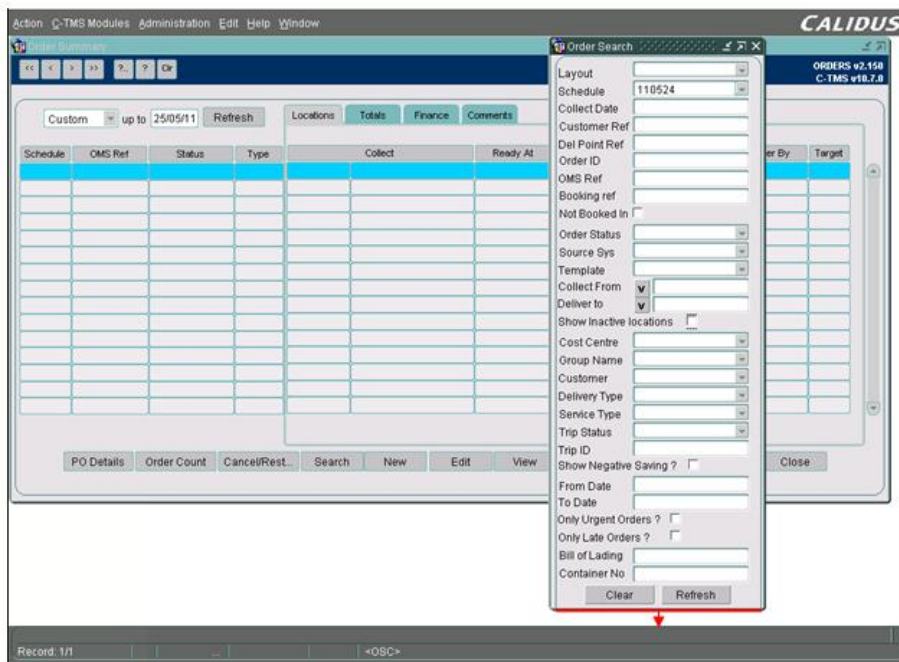 Action C-TMS Modules Administration Edit Help Window
CALIDUS
Order Summary
<< < > >> ?.. ? Clr
ORDERS v2.150
C-TMS v10.7.0
Custom up to 25/05/11 Refresh
Locations Totals Finance Comments
Schedule OMS Ref Status Type Collect Ready At er By Target
PO Details Order Count Cancel/Rest... Search New Edit View Close
Order Search
Layout
Schedule 110524
Collect Date
Customer Ref
Del Point Ref
Order ID
OMS Ref
Booking ref
Not Booked In
Order Status
Source Sys
Template
Collect From v
Deliver to v
Show Inactive locations
Cost Centre
Group Name
Customer
Delivery Type
Service Type
Trip Status
Trip ID
Show Negative Saving ?
From Date
To Date
Only Urgent Orders ?
Only Late Orders ?
Bill of Lading
Container No
Clear Refresh
Record: 1/1 ... <OSC>